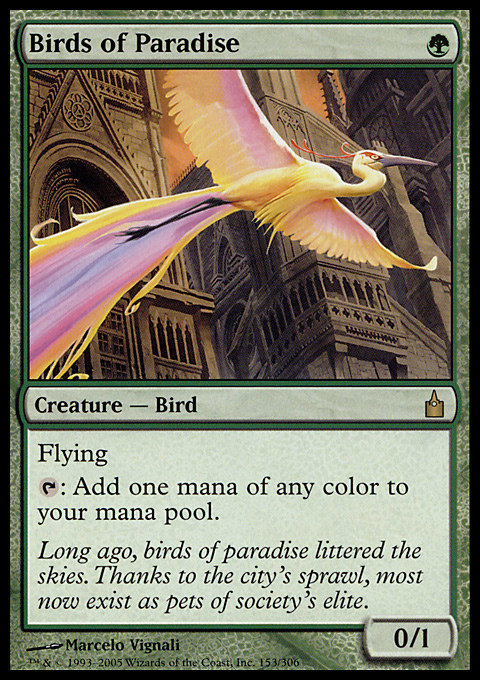 Birds of Paradise
Creature — Bird
Flying
: Add one mana of any color to
your mana pool.
Long ago, birds of paradise littered the
skies. Thanks to the city's sprawl, most
now exist as pets of society's elite.
Marcelo Vignali
0/1
™ & © 1993–2005 Wizards of the Coast, Inc. 153/306